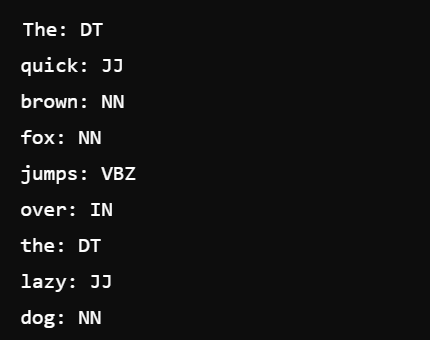 The: DT
quick: JJ
brown: NN
fox: NN
jumps: VBZ
over: IN
the: DT
lazy: JJ
dog: NN